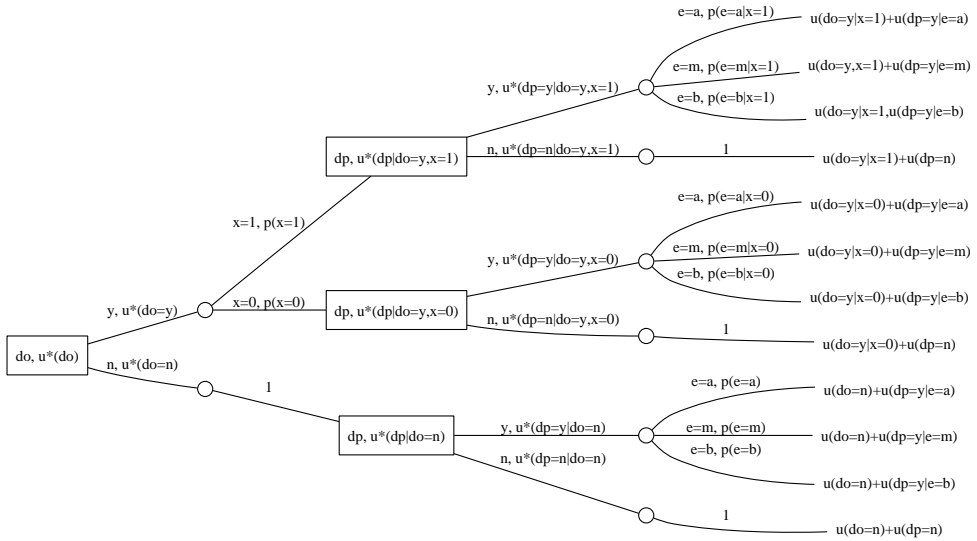 e=a, p(e=a|x=1)
u(do=y|x=1)+u(dp=y|e=a)
e=m, p(e=m|x=1)
u(do=y,x=1)+u(dp=y|e=m)
y, u*(dp=y|do=y,x=1)
e=b, p(e=b|x=1)
u(do=y|x=1,u(dp=y|e=b)
dp, u*(dp|do=y,x=1)
n, u*(dp=n|do=y,x=1)
1
u(do=y|x=1)+u(dp=n)
x=1, p(x=1)
e=a, p(e=a|x=0)
u(do=y|x=0)+u(dp=y|e=a)
e=m, p(e=m|x=0)
u(do=y|x=0)+u(dp=y|e=m)
y, u*(dp=y|do=y,x=0)
e=b, p(e=b|x=0)
u(do=y|x=0)+u(dp=y|e=b)
y, u*(do=y)
x=0, p(x=0)
dp, u*(dp|do=y,x=0)
n, u*(dp=n|do=y,x=0)
1
u(do=y|x=0)+u(dp=n)
do, u*(do)
n, u*(do=n)
1
e=a, p(e=a)
u(do=n)+u(dp=y|e=a)
dp, u*(dp|do=n)
y, u*(dp=y|do=n)
e=m, p(e=m)
u(do=n)+u(dp=y|e=m)
e=b, p(e=b)
n, u*(dp=n|do=n)
u(do=n)+u(dp=y|e=b)
1
u(do=n)+u(dp=n)